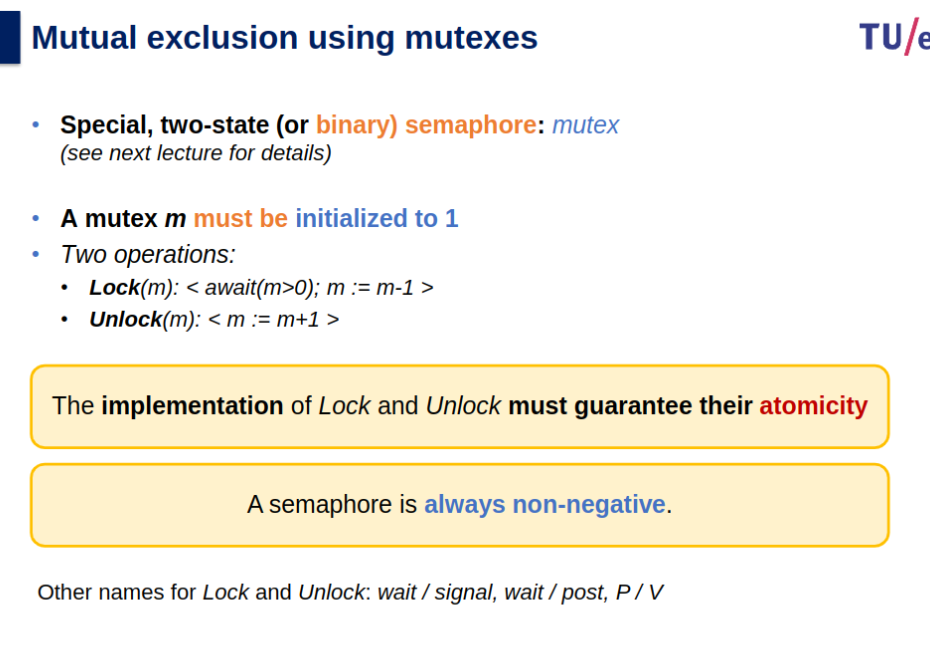 Mutual exclusion using mutexes
TU/e
• Special, two-state (or binary) semaphore: mutex
(see next lecture for details)
• A mutex m must be initialized to 1
• Two operations:
• Lock(m): < await(m>0); m := m-1 >
• Unlock(m): < m := m+1 >
The implementation of Lock and Unlock must guarantee their atomicity
A semaphore is always non-negative.
Other names for Lock and Unlock: wait / signal, wait / post, P / V